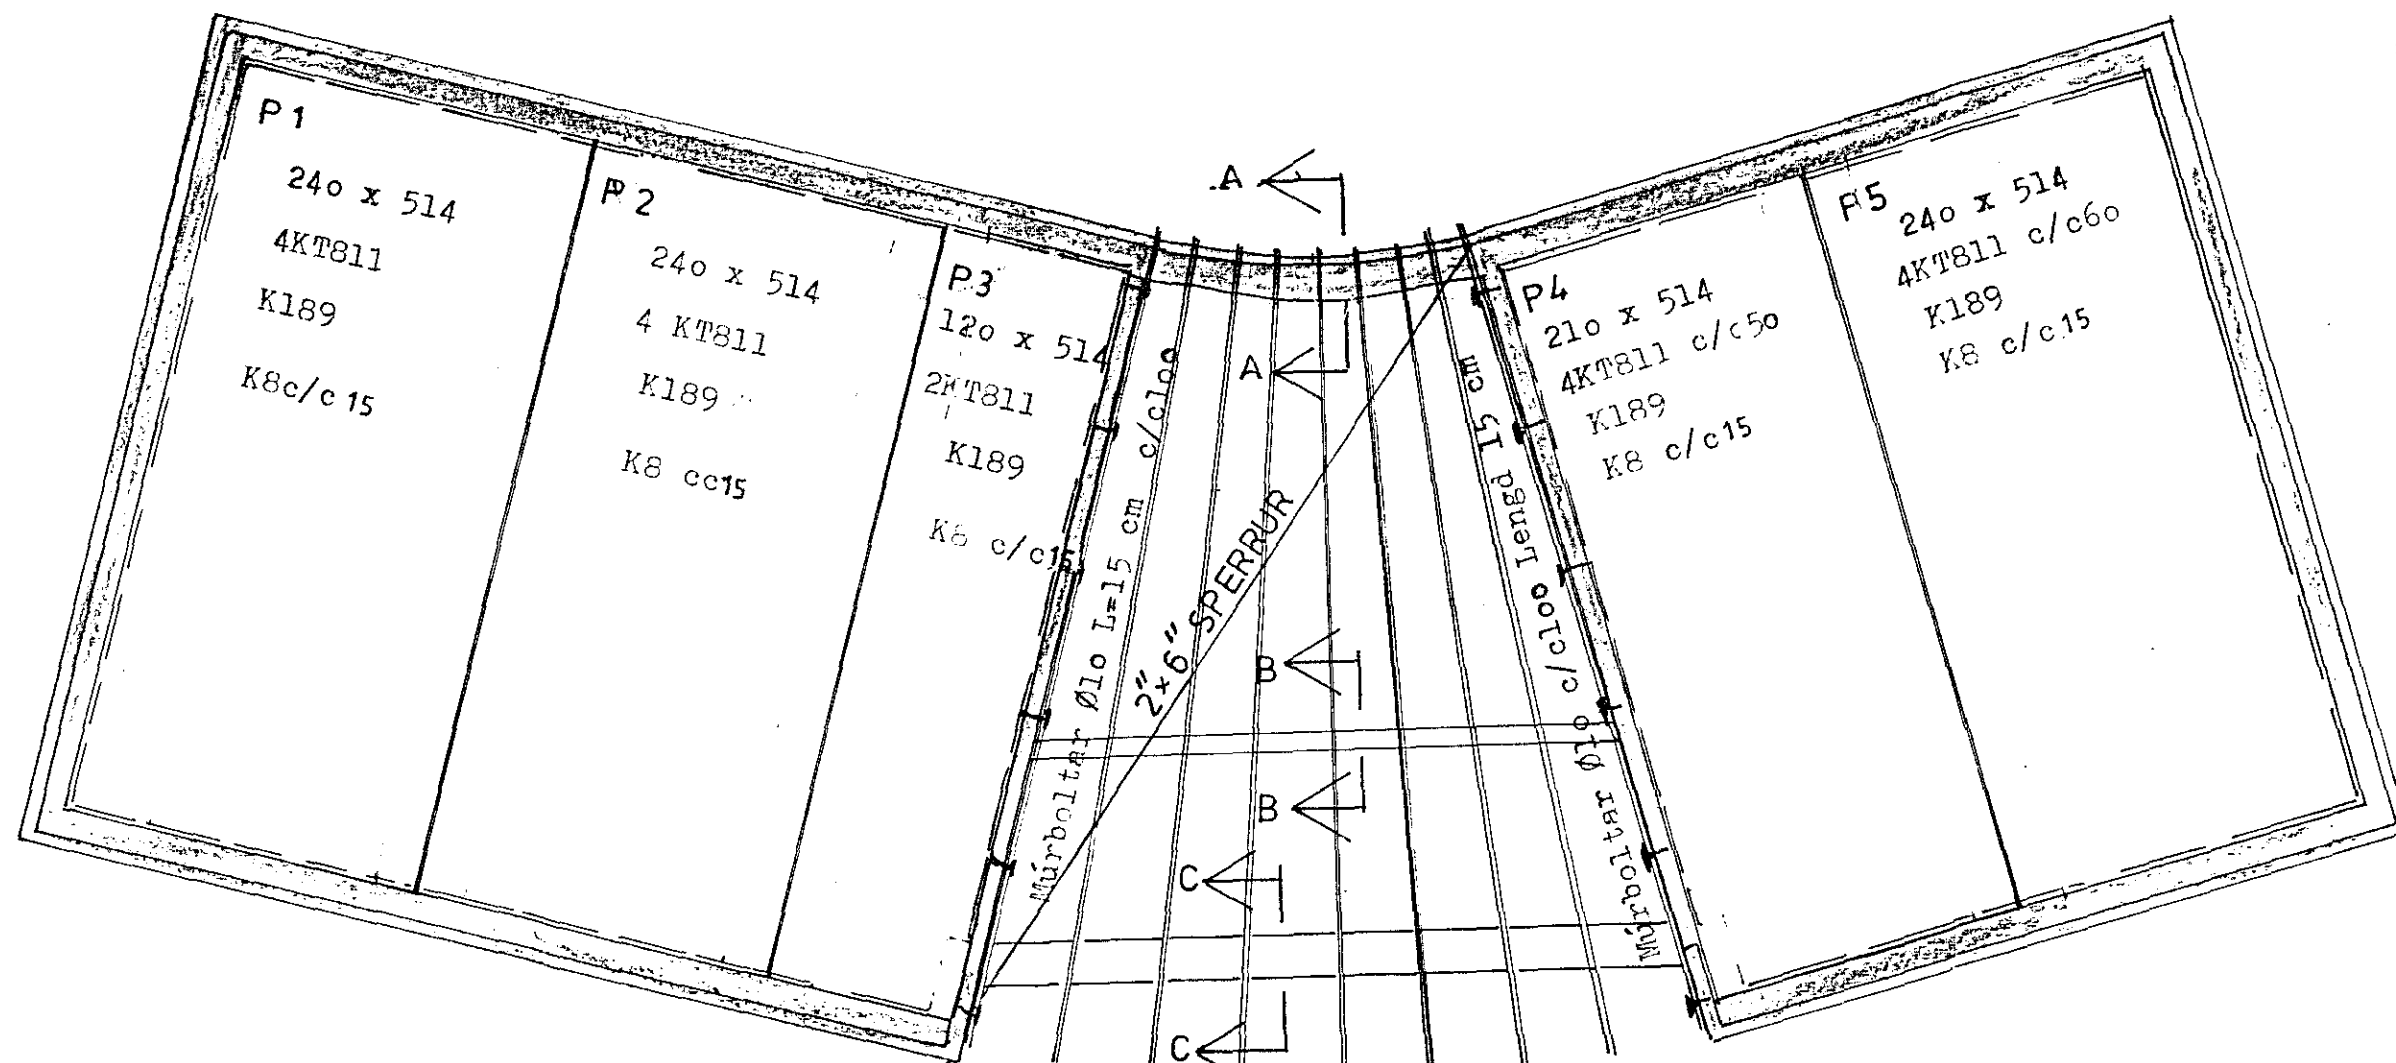 P1
240 x 514
4KT811
K189
K8c/c 15
P2
240 x 514
4 KT811
K189
K8 cc15
P3
120 x 514
2KT811
K189
K8 c/c15
Múrboltar Ø10 L=15 cm c/c100
2"x6" SPERRUR
A
A
B
B
C
C
Múrboltar Ø10 c/c100 Lengd 15 cm
P4
210 x 514
4KT811 c/c50
K189
K8 c/c15
P5
240 x 514
4KT811 c/c60
K189
K8 c/c15